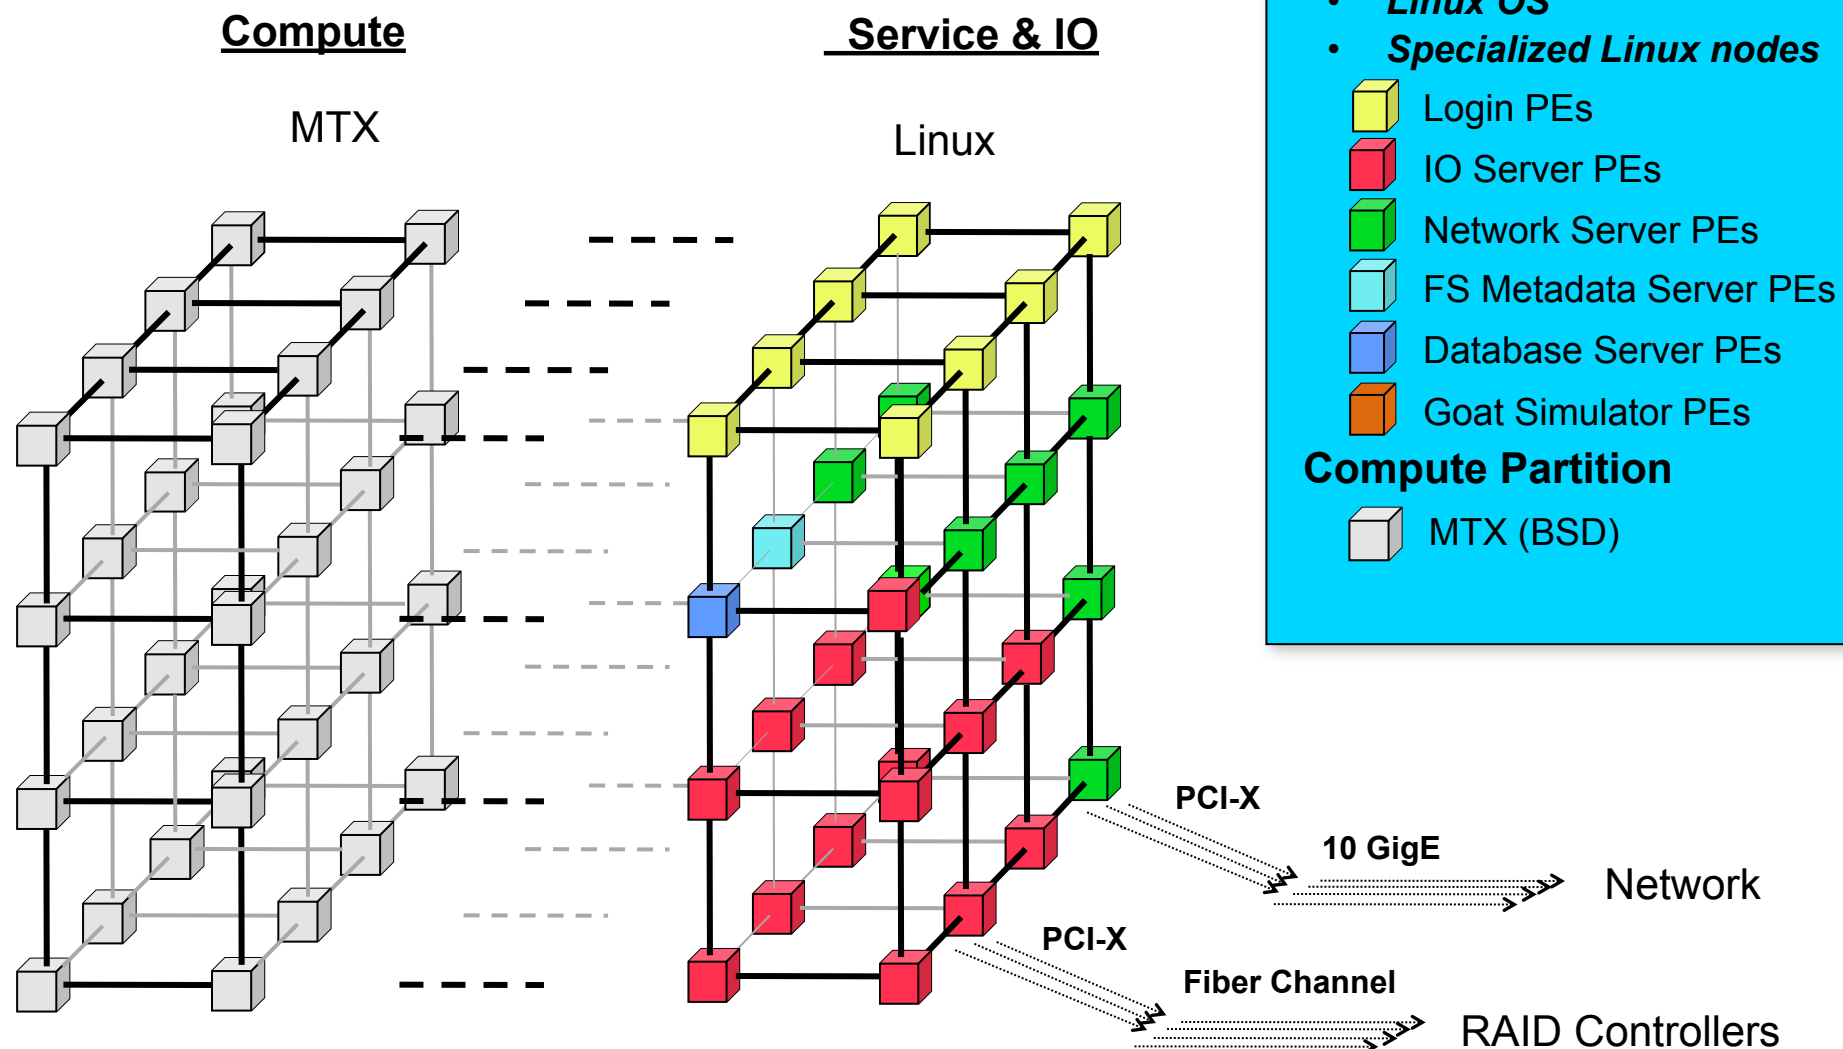 Compute
Service & IO
MTX
Linux
• Linux OS
• Specialized Linux nodes
Login PEs
IO Server PEs
Network Server PEs
FS Metadata Server PEs
Database Server PEs
Goat Simulator PEs
Compute Partition
MTX (BSD)
PCI-X
10 GigE
Network
PCI-X
Fiber Channel
RAID Controllers